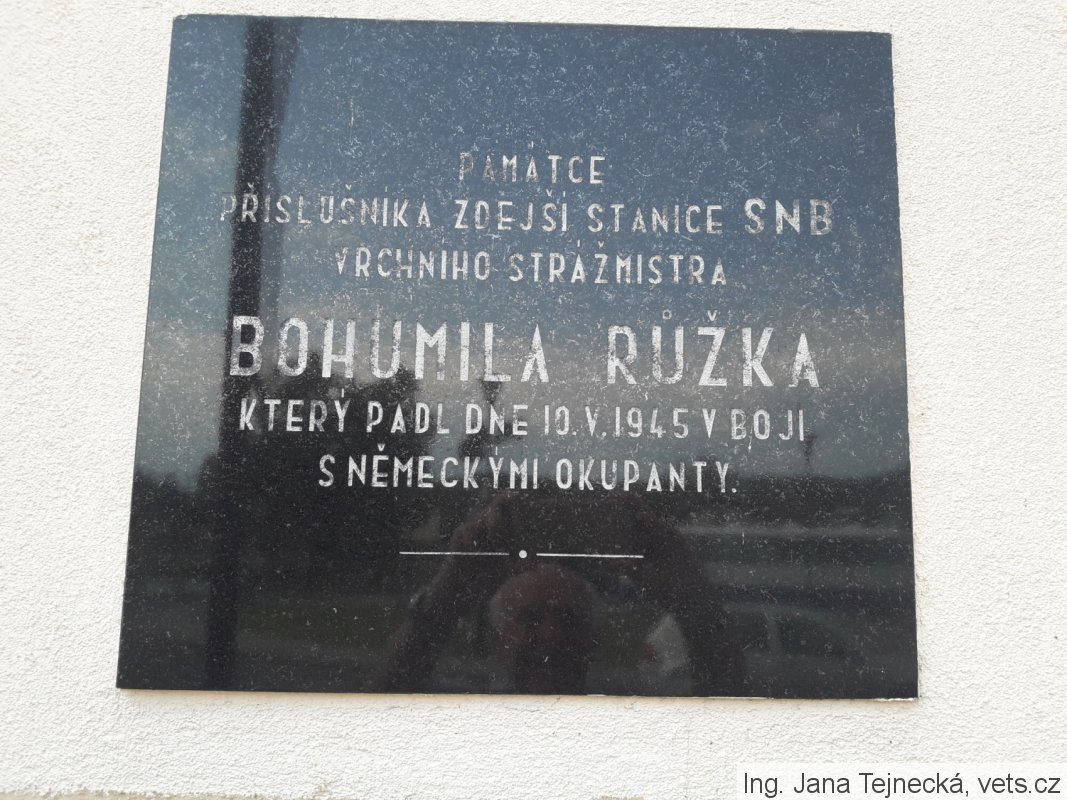 PAMÁTCE
PŘÍSLUŠNÍKA ZDEJŠÍ STANICE SNB
VRCHNÍHO STRÁŽMISTRA
BOHUMILA RŮŽKA
KTERÝ PADL DNE 10.V.1945 V BOJI
S NĚMECKÝMI OKUPANTY.
Ing. Jana Tejnecká, vets.cz